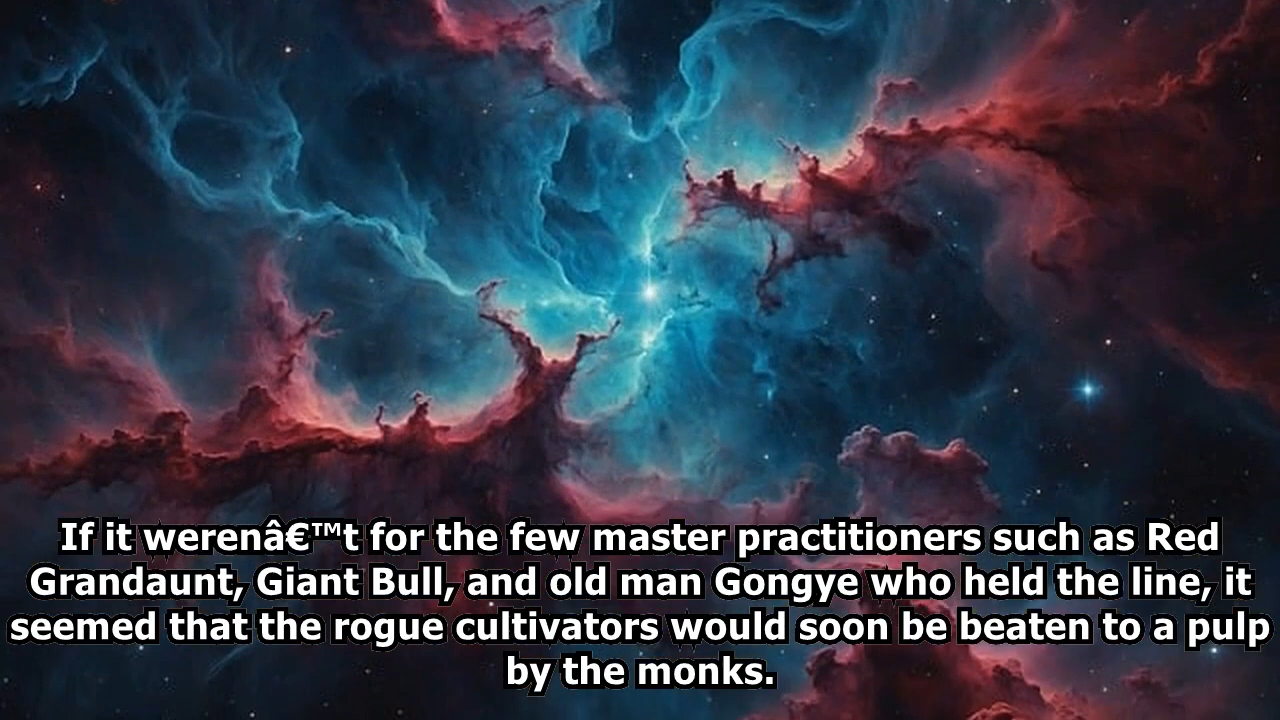 If it werenâ€™t for the few master practitioners such as Red
Grandaunt, Giant Bull, and old man Gongye who held the line, it
seemed that the rogue cultivators would soon be beaten to a pulp
by the monks.